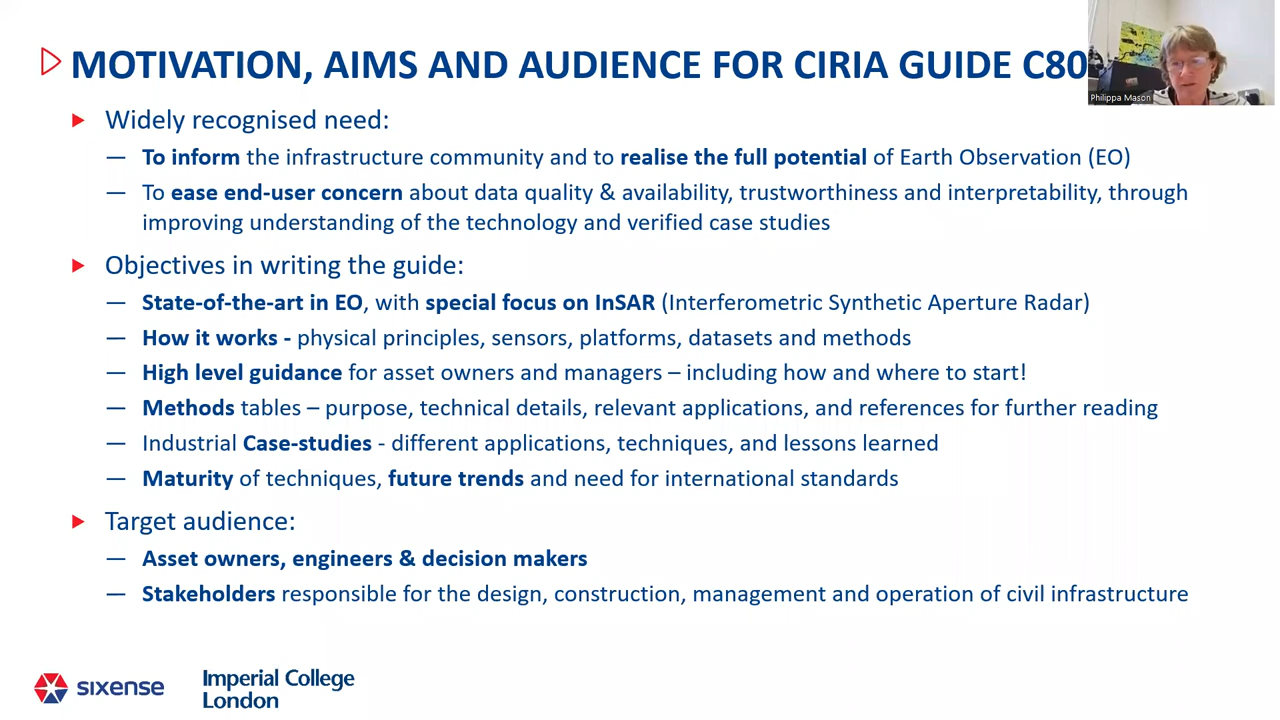 MOTIVATION, AIMS AND AUDIENCE FOR CIRIA GUIDE C80
Philippa Mason
Widely recognised need:
— To inform the infrastructure community and to realise the full potential of Earth Observation (EO)
— To ease end-user concern about data quality & availability, trustworthiness and interpretability, through
improving understanding of the technology and verified case studies
Objectives in writing the guide:
— State-of-the-art in EO, with special focus on InSAR (Interferometric Synthetic Aperture Radar)
— How it works - physical principles, sensors, platforms, datasets and methods
— High level guidance for asset owners and managers – including how and where to start!
— Methods tables – purpose, technical details, relevant applications, and references for further reading
— Industrial Case-studies - different applications, techniques, and lessons learned
— Maturity of techniques, future trends and need for international standards
Target audience:
— Asset owners, engineers & decision makers
— Stakeholders responsible for the design, construction, management and operation of civil infrastructure
sixense
Imperial College
London